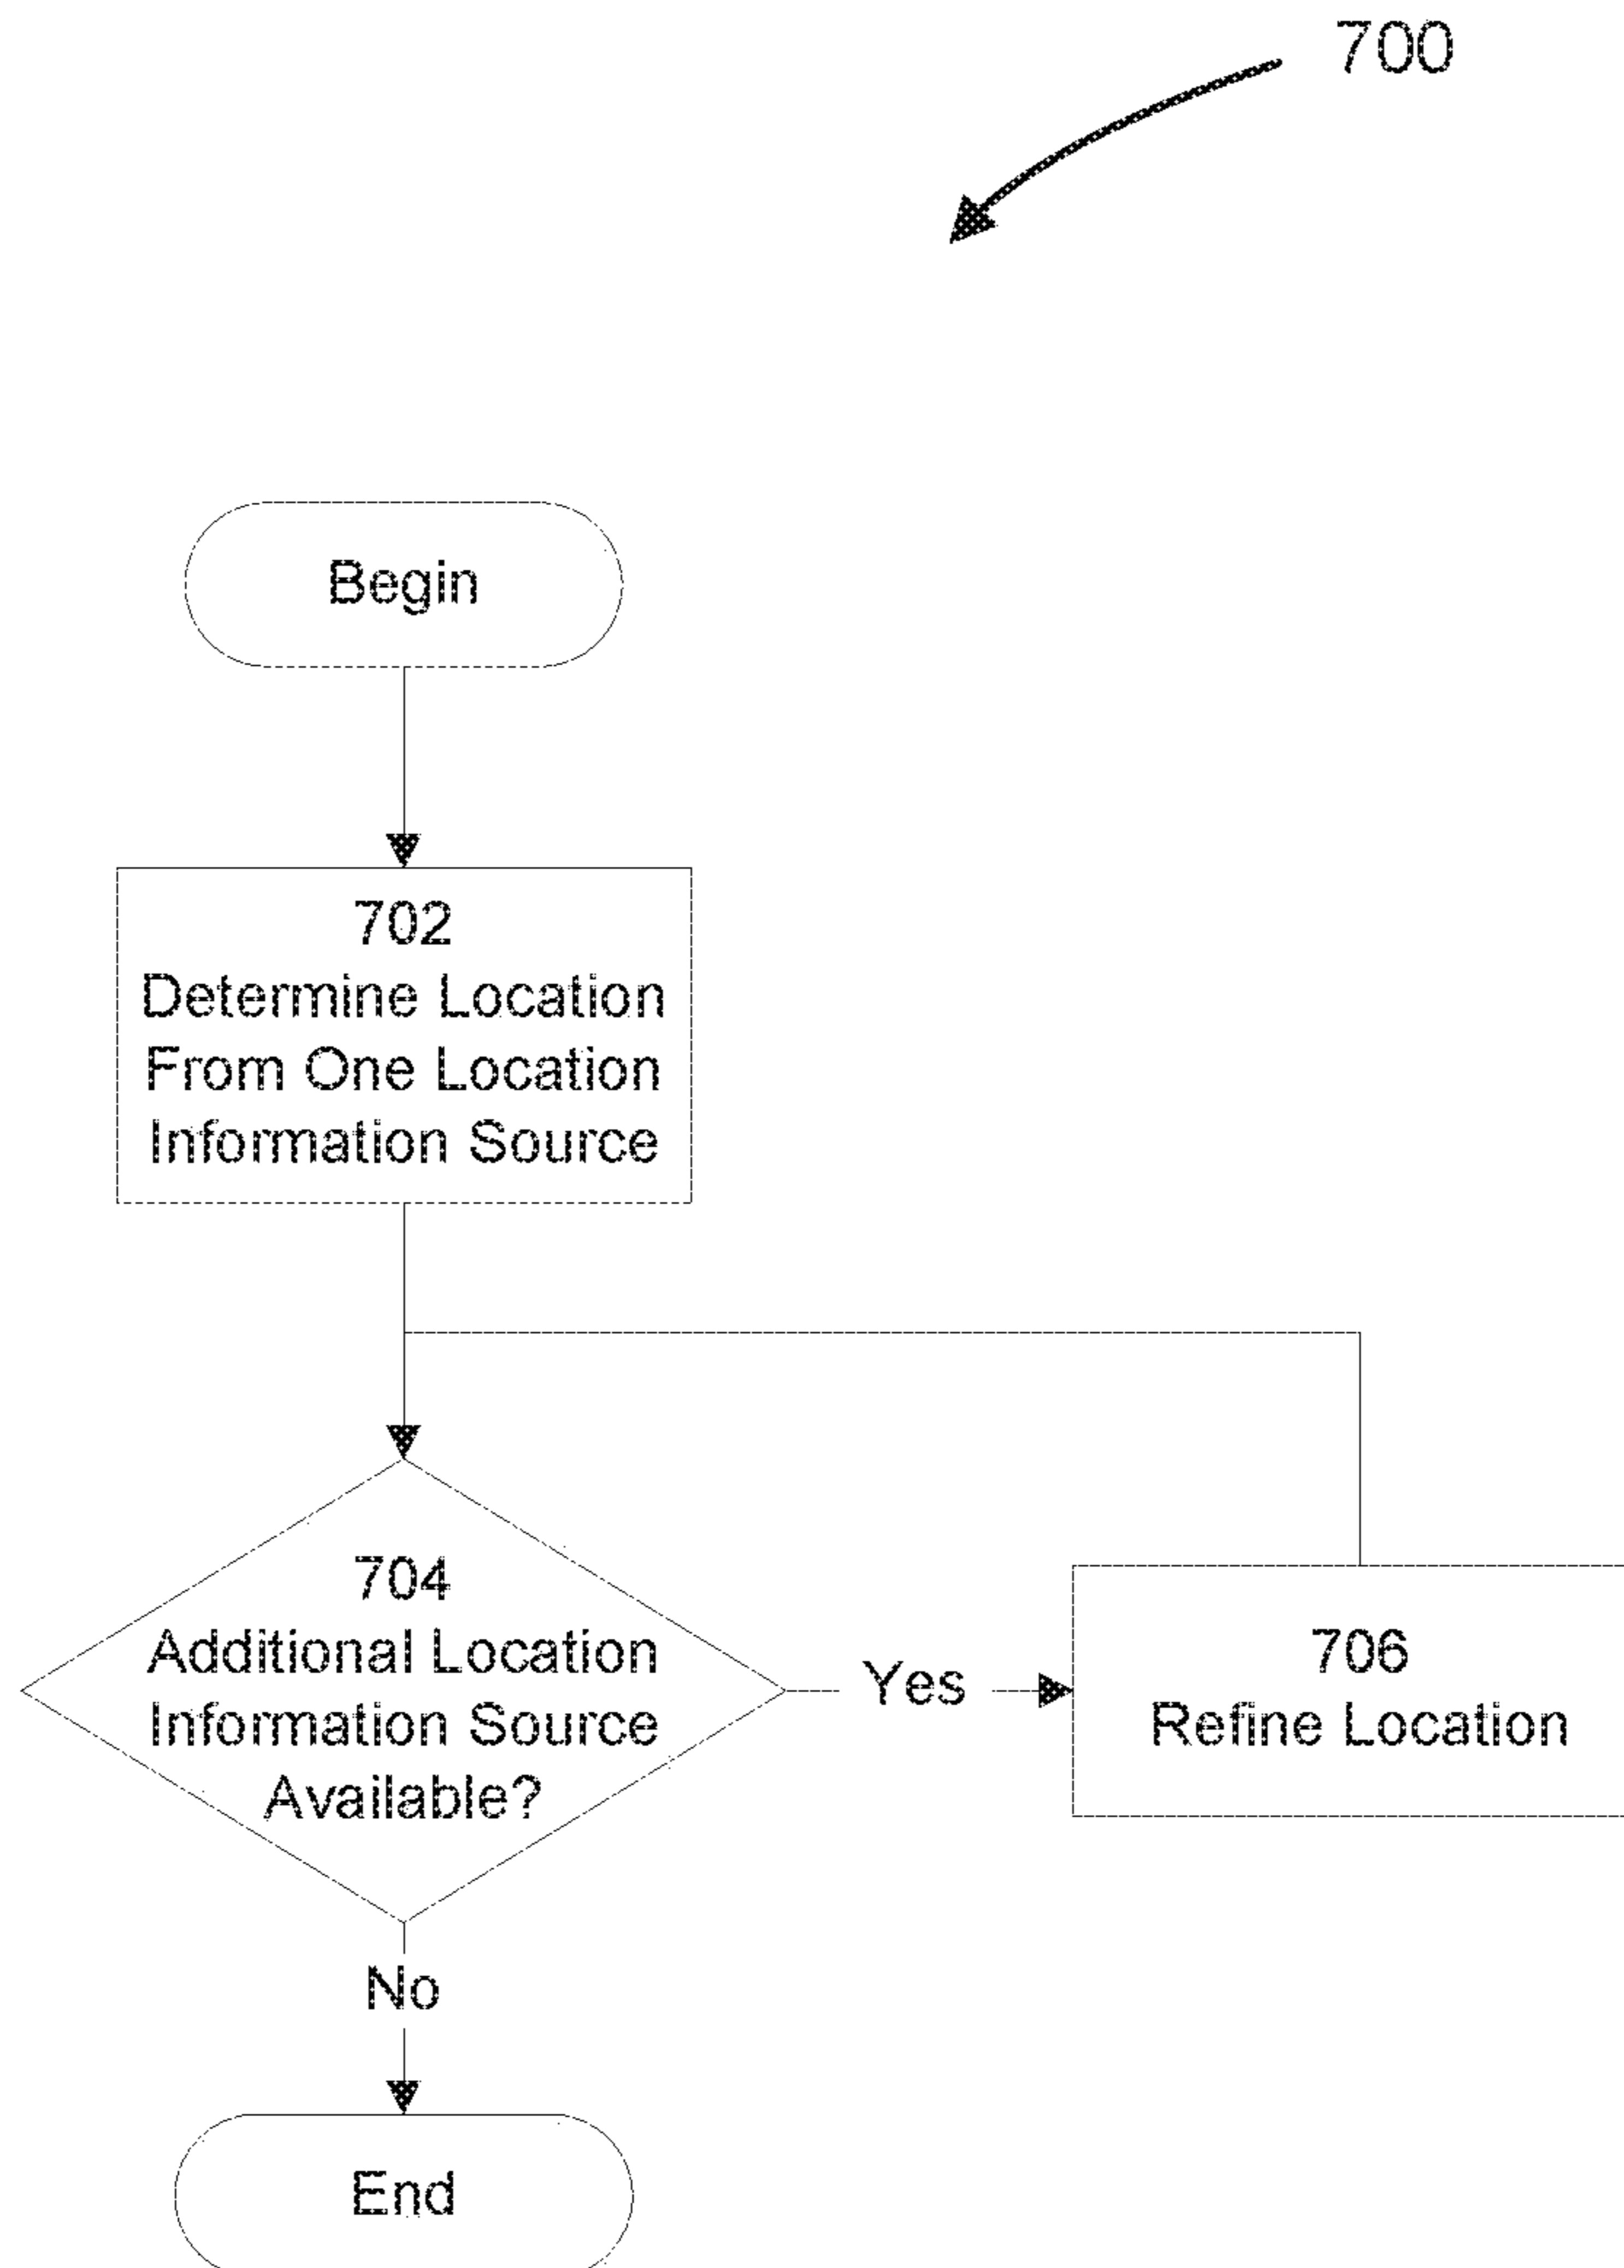 700
Begin
702
Determine Location
From One Location
Information Source
704
Additional Location
Information Source
Available?
Yes
706
Refine Location
No
End